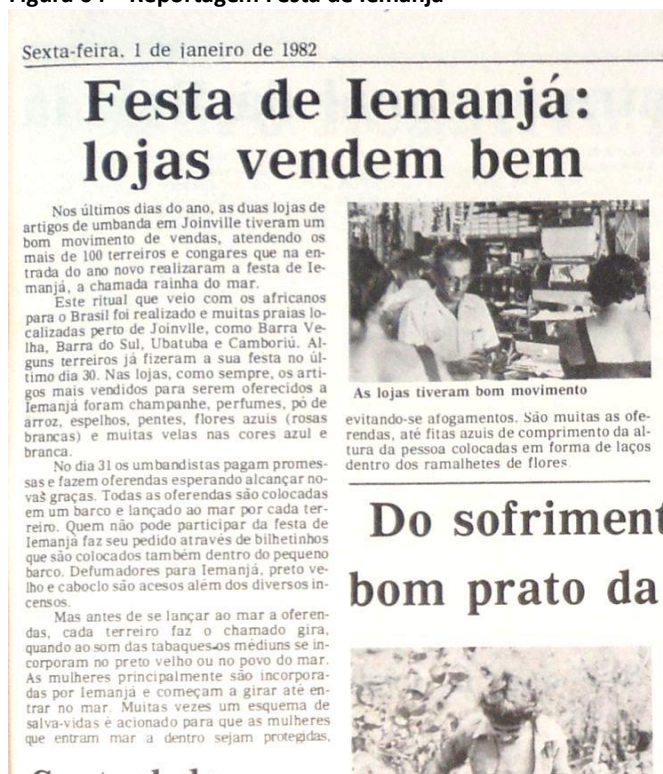 Sexta-feira, 1 de janeiro de 1982
Festa de Iemanjá:
lojas vendem bem
Nos últimos dias do ano, as duas lojas de
artigos de umbanda em Joinville tiveram um
bom movimento de vendas, atendendo os
mais de 100 terreiros e congares que na en-
trada do ano novo realizaram a festa de Ie-
manjá, a chamada rainha do mar.
Este ritual que veio com os africanos
para o Brasil foi realizado e muitas praias lo-
calizadas perto de Joinvlle, como Barra Ve-
lha, Barra do Sul, Ubatuba e Camboriú. Al-
guns terreiros já fizeram a sua festa no úl-
timo dia 30. Nas lojas, como sempre, os arti-
gos mais vendidos para serem oferecidos a
Iemanjá foram champanhe, perfumes, pó de
arroz, espelhos, pentes, flores azuis (rosas
brancas) e muitas velas nas cores azul e
branca.
No dia 31 os umbandistas pagam promes-
sas e fazem oferendas esperando alcançar no-
vas graças. Todas as oferendas são colocadas
em um barco e lançado ao mar por cada ter-
reiro. Quem não pode participar da festa de
Iemanjá faz seu pedido através de bilhetinhos
que são colocados também dentro do pequeno
barco. Defumadores para Iemanjá, preto ve-
lho e caboclo são acesos além dos diversos in-
censos.
Mas antes de se lançar ao mar a oferen-
das, cada terreiro faz o chamado gira,
quando ao som das tabaques os médiuns se in-
corporam no preto velho ou no povo do mar.
As mulheres principalmente são incorpora-
das por Iemanjá e começam a girar até en-
trar no mar. Muitas vezes um esquema de
salva-vidas é acionado para que as mulheres
que entram mar a dentro sejam protegidas,
As lojas tiveram bom movimento
evitando-se afogamentos. São muitas as ofe-
rendas, até fitas azuis de comprimento da al-
tura da pessoa colocadas em forma de laços
dentro dos ramalhetes de flores.
Do sofriment
bom prato da